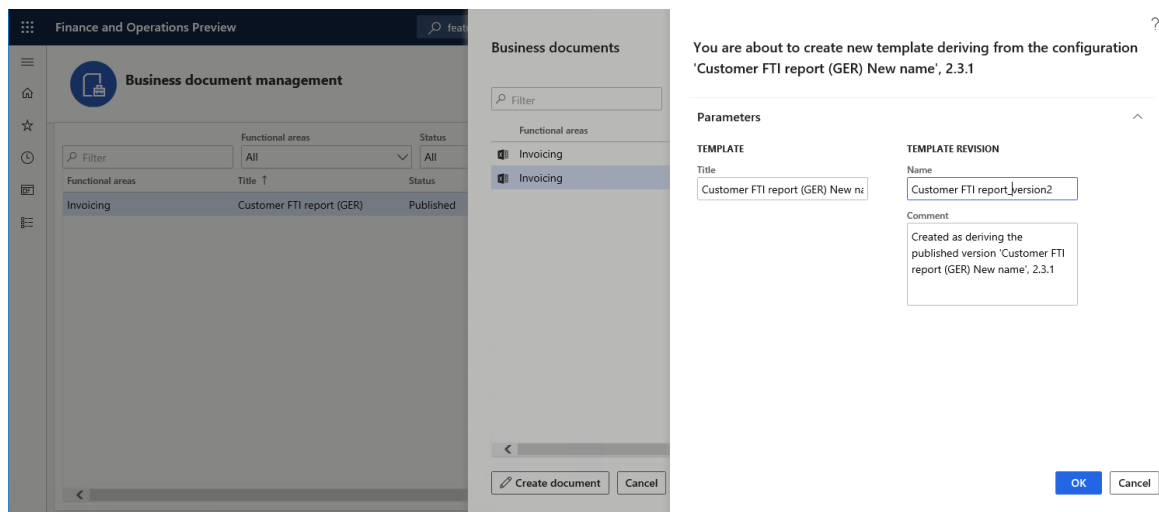 Finance and Operations Preview
feat
Business document management
Functional areas
Status
Filter
All
All
Functional areas
Title ↑
Status
Invoicing
Customer FTI report (GER)
Published
Business documents
Filter
Functional areas
Invoicing
Invoicing
Create document
Cancel
?
You are about to create new template deriving from the configuration
'Customer FTI report (GER) New name', 2.3.1
Parameters
TEMPLATE
Title
Customer FTI report (GER) New na
TEMPLATE REVISION
Name
Customer FTI report_version2
Comment
Created as deriving the
published version 'Customer FTI
report (GER) New name', 2.3.1
OK
Cancel